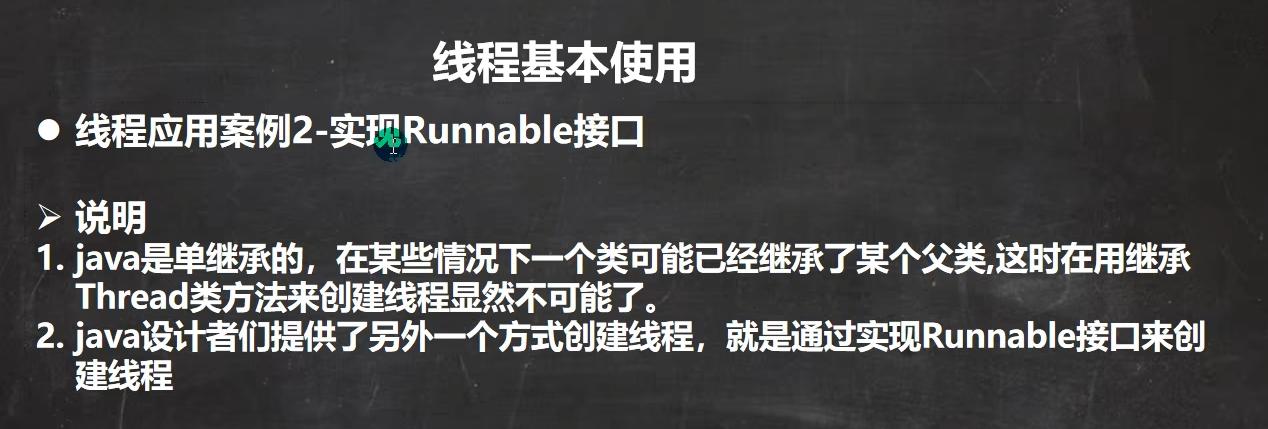 线程基本使用
● 线程应用案例2-实现Runnable接口
➢ 说明
1. java是单继承的，在某些情况下一个类可能已经继承了某个父类,这时在用继承
Thread类方法来创建线程显然不可能了。
2. java设计者们提供了另外一个方式创建线程，就是通过实现Runnable接口来创
建线程